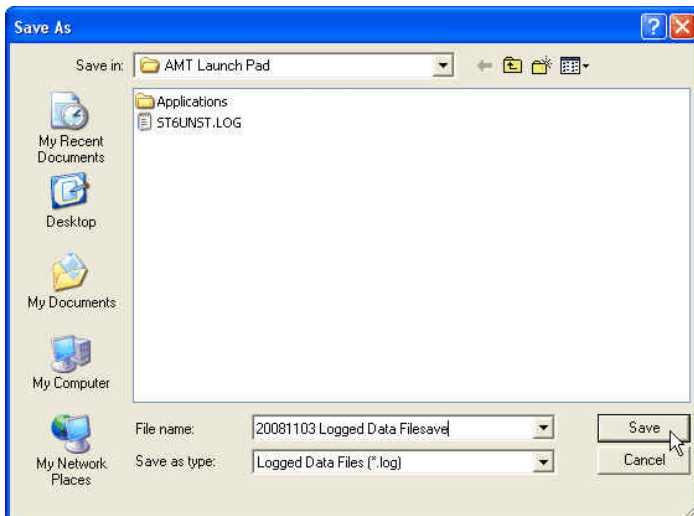 Save As
Save in:
AMT Launch Pad
My Recent
Documents
Desktop
My Documents
My Computer
My Network
Places
Applications
ST6UNST.LOG
File name:
20081103 Logged Data Filesave
Save
Save as type:
Logged Data Files (*.log)
Cancel